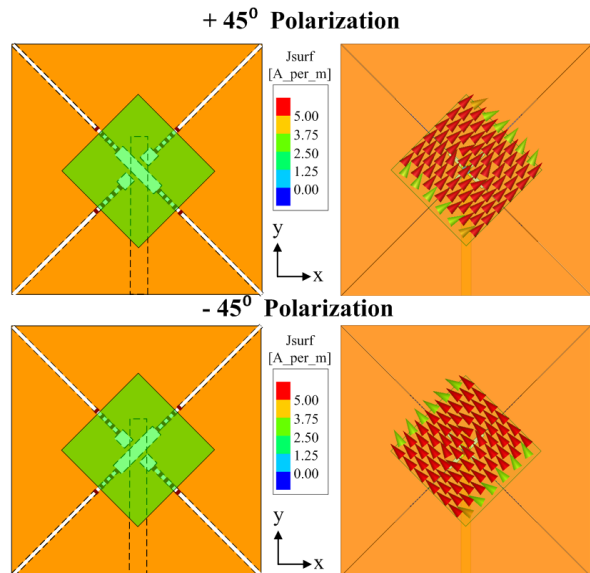 + 45⁰ Polarization
Jsurf
[A_per_m]
5.00
3.75
2.50
1.25
0.00
y
x
- 45⁰ Polarization
Jsurf
[A_per_m]
5.00
3.75
2.50
1.25
0.00
y
x